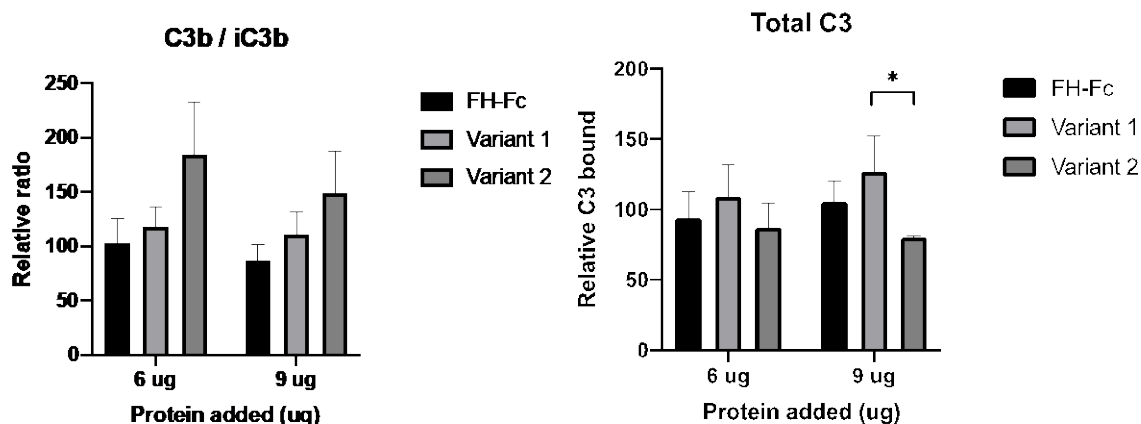 C3b / iC3b
Relative ratio
250
200
150
100
50
0
6 ug
9 ug
Protein added (ug)
FH-Fc
Variant 1
Variant 2
Total C3
Relative C3 bound
200
150
100
50
0
*
6 ug
9 ug
Protein added (ug)
FH-Fc
Variant 1
Variant 2